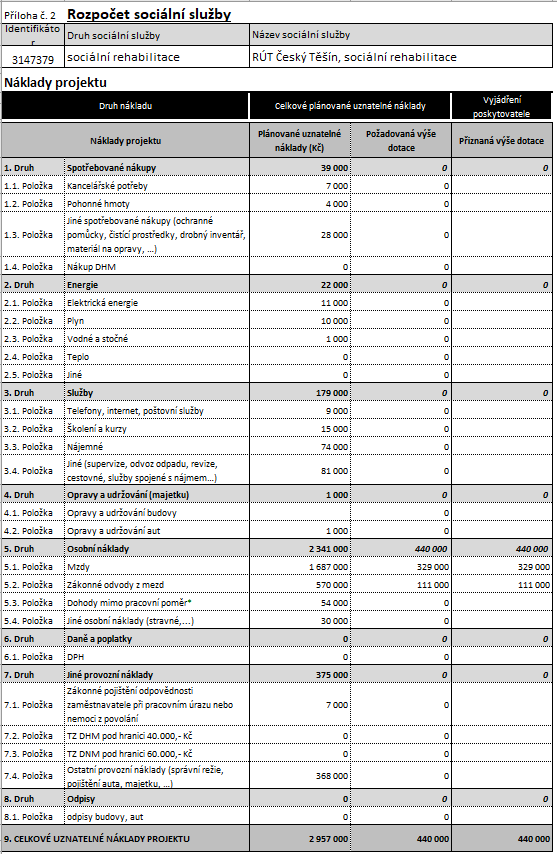 Příloha č. 2 Rozpočet sociální služby
Identifikáto
r
Druh sociální služby Název sociální služby
3147379 sociální rehabilitace RÚT Český Těšín, sociální rehabilitace
Náklady projektu
Druh nákladu Celkové plánované uznatelné náklady Vyjádření
poskytovatele
Náklady projektu Plánované uznatelné
náklady (Kč) Požadovaná výše
dotace Přiznaná výše dotace
1. Druh Spotřebované nákupy 39 000 0 0
1.1. Položka Kancelářské potřeby 7 000 0
1.2. Položka Pohonné hmoty 4 000 0
1.3. Položka Jiné spotřebované nákupy (ochranné
pomůcky, čistící prostředky, drobný inventář,
materiál na opravy, ...) 28 000 0
1.4. Položka Nákup DHM 0 0
2. Druh Energie 22 000 0 0
2.1. Položka Elektrická energie 11 000 0
2.2. Položka Plyn 10 000 0
2.3. Položka Vodné a stočné 1 000 0
2.4. Položka Teplo 0 0
2.5. Položka Jiné 0 0
3. Druh Služby 179 000 0 0
3.1. Položka Telefony, internet, poštovní služby 9 000 0
3.2. Položka Školení a kurzy 15 000 0
3.3. Položka Nájemné 74 000 0
3.4. Položka Jiné (supervize, odvoz odpadu, revize,
cestovné, služby spojené s nájmem...) 81 000 0
4. Druh Opravy a udržování (majetku) 1 000 0 0
4.1. Položka Opravy a udržování budovy 0
4.2. Položka Opravy a udržování aut 1 000 0
5. Druh Osobní náklady 2 341 000 440 000 440 000
5.1. Položka Mzdy 1 687 000 329 000 329 000
5.2. Položka Zákonné odvody z mezd 570 000 111 000 111 000
5.3. Položka Dohody mimo pracovní poměr* 54 000 0
5.4. Položka Jiné osobní náklady (stravné,...) 30 000 0
6. Druh Daně a poplatky 0 0 0
6.1. Položka DPH 0 0
7. Druh Jiné provozní náklady 375 000 0 0
7.1. Položka Zákonné pojištění odpovědnosti
zaměstnavatele při pracovním úrazu nebo
nemoci z povolání 7 000 0
7.2. Položka TZ DHM pod hranici 40.000,- Kč 0 0
7.3. Položka TZ DNM pod hranici 60.000,- Kč 0 0
7.4. Položka Ostatní provozní náklady (správní režie,
pojištění auta, majetku, ...) 368 000 0
8. Druh Odpisy 0 0 0
8.1. Položka odpisy budovy, aut 0 0
9. CELKOVÉ UZNATELNÉ NÁKLADY PROJEKTU 2 957 000 440 000 440 000